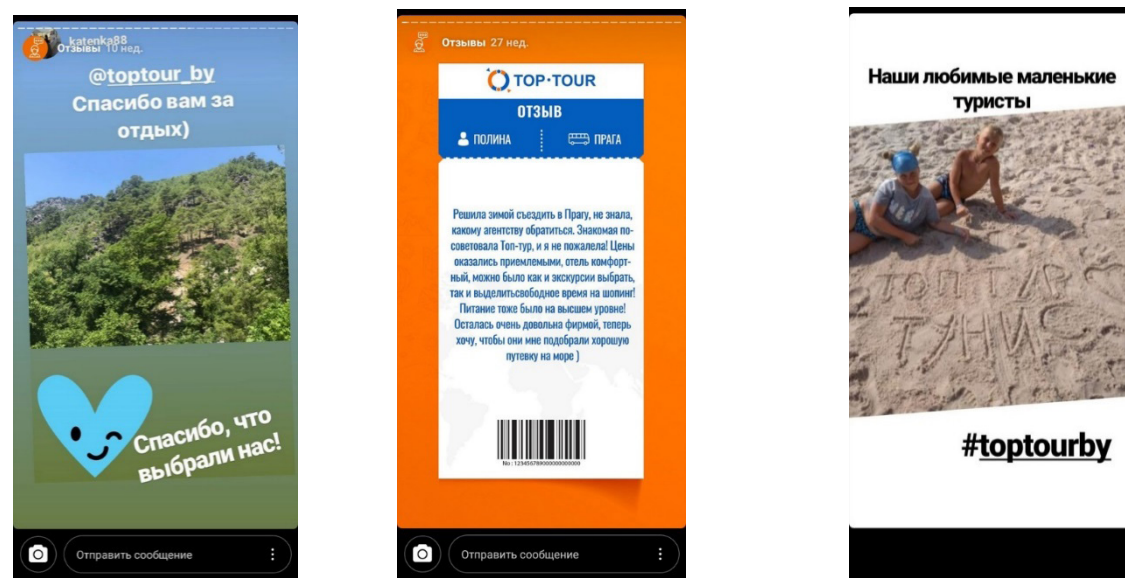 katenka88
Отзывы 10 нед.
@toptour_by
Спасибо вам за
отдых)
Спасибо, что
выбрали нас!
Отправить сообщение
Отзывы 27 нед.
TOP·TOUR
ОТЗЫВ
ПОЛИНА
ПРАГА
Решила зимой съездить в Прагу, не знала,
какому агентству обратиться. Знакомая по-
советовала Топ-тур, и я не пожалела! Цены
оказались приемлемыми, отель комфорт-
ный, можно было как и экскурсии выбрать,
так и выделитьсвободное время на шопинг!
Питание тоже было на высшем уровне!
Осталась очень довольна фирмой, теперь
хочу, чтобы они мне подобрали хорошую
путевку на море )
Отправить сообщение
Наши любимые маленькие
туристы
ТУНИС
#toptourby